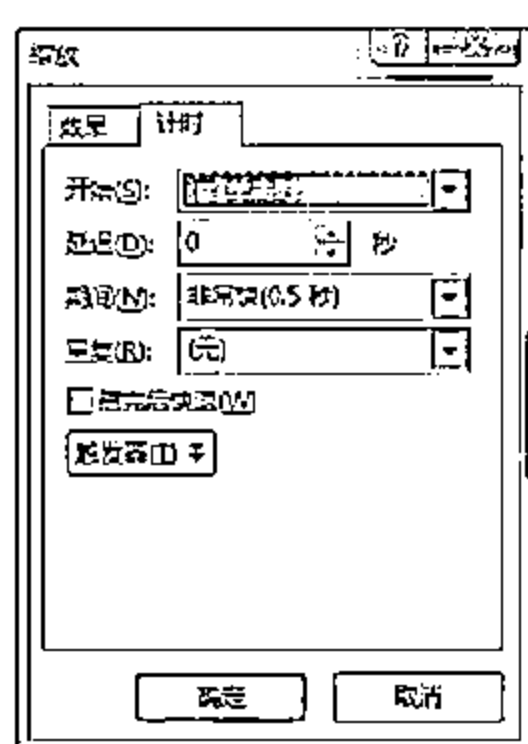 缩放
效果 计时
开始(S):
延迟(D): 0 秒
期间(N): 非常快(0.5 秒)
重复(R): (无)
播完后快退(W)
触发器(T)
确定 取消